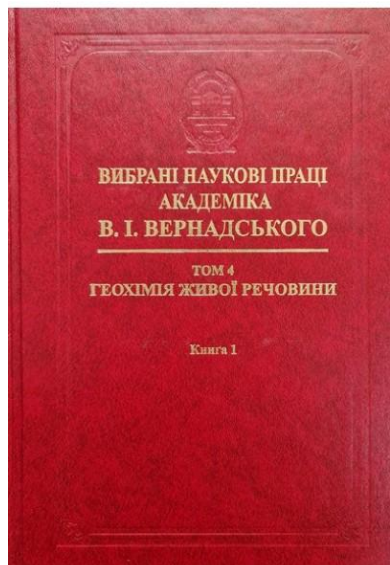 ВИБРАНІ НАУКОВІ ПРАЦІ
АКАДЕМІКА
В. І. ВЕРНАДСЬКОГО
ТОМ 4
ГЕОХІМІЯ ЖИВОЇ РЕЧОВИНИ
Книга 1